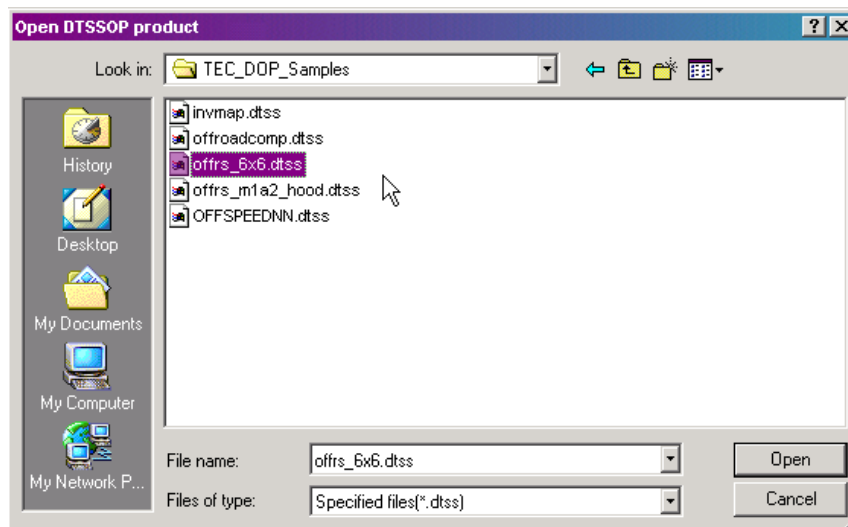 Open DTSSOP product
Look in: TEC_DOP_Samples
History
Desktop
My Documents
My Computer
My Network P...
invmap.dtss
offroadcomp.dtss
offrs_6x6.dtss
offrs_m1a2_hood.dtss
OFFSPEEDNN.dtss
File name: offrs_6x6.dtss Open
Files of type: Specified files(*.dtss) Cancel